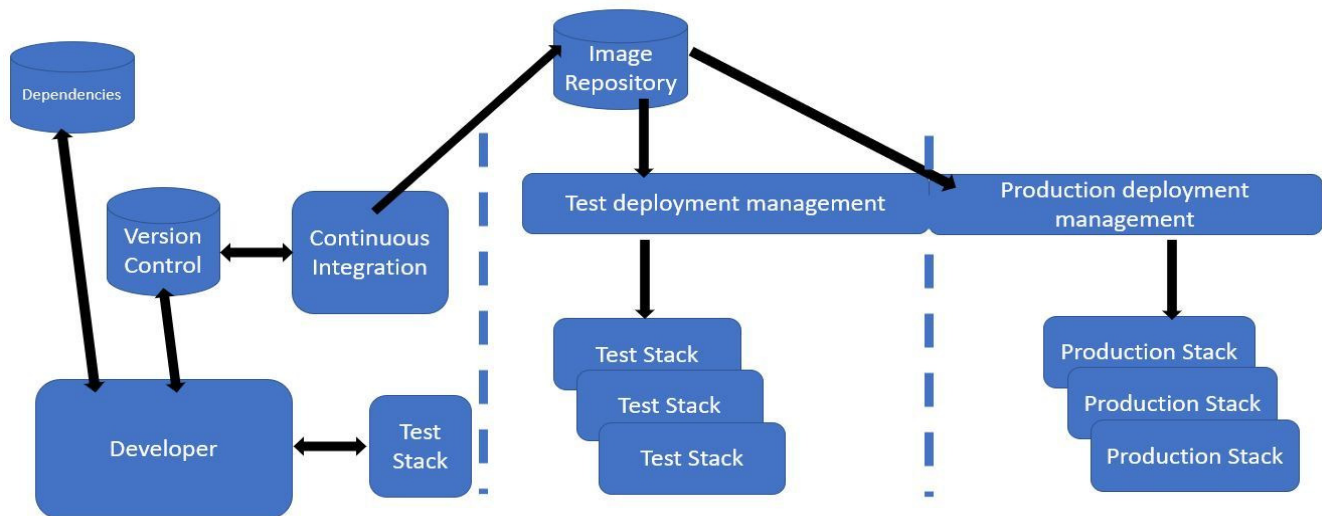 Image
Repository
Dependencies
Version
Control
Continuous
Integration
Test deployment management
Production deployment
management
Developer
Test
Stack
Test Stack
Test Stack
Test Stack
Production Stack
Production Stack
Production Stack